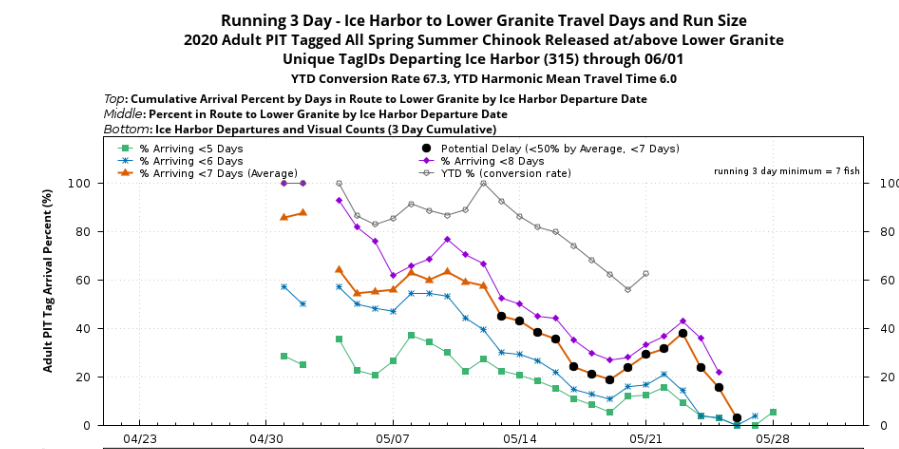 Running 3 Day - Ice Harbor to Lower Granite Travel Days and Run Size
2020 Adult PIT Tagged All Spring Summer Chinook Released at/above Lower Granite
Unique TagIDs Departing Ice Harbor (315) through 06/01
YTD Conversion Rate 67.3, YTD Harmonic Mean Travel Time 6.0
Top: Cumulative Arrival Percent by Days in Route to Lower Granite by Ice Harbor Departure Date
Middle: Percent in Route to Lower Granite by Ice Harbor Departure Date
Bottom: Ice Harbor Departures and Visual Counts (3 Day Cumulative)
% Arriving <5 Days
% Arriving <6 Days
% Arriving <7 Days (Average)
Potential Delay (<50% by Average, <7 Days)
% Arriving <8 Days
YTD % (conversion rate)
running 3 day minimum = 7 fish
Adult PIT Tag Arrival Percent (%)
100 100
80 80
60 60
40 40
20 20
0 0
04/23 04/30 05/07 05/14 05/21 05/28